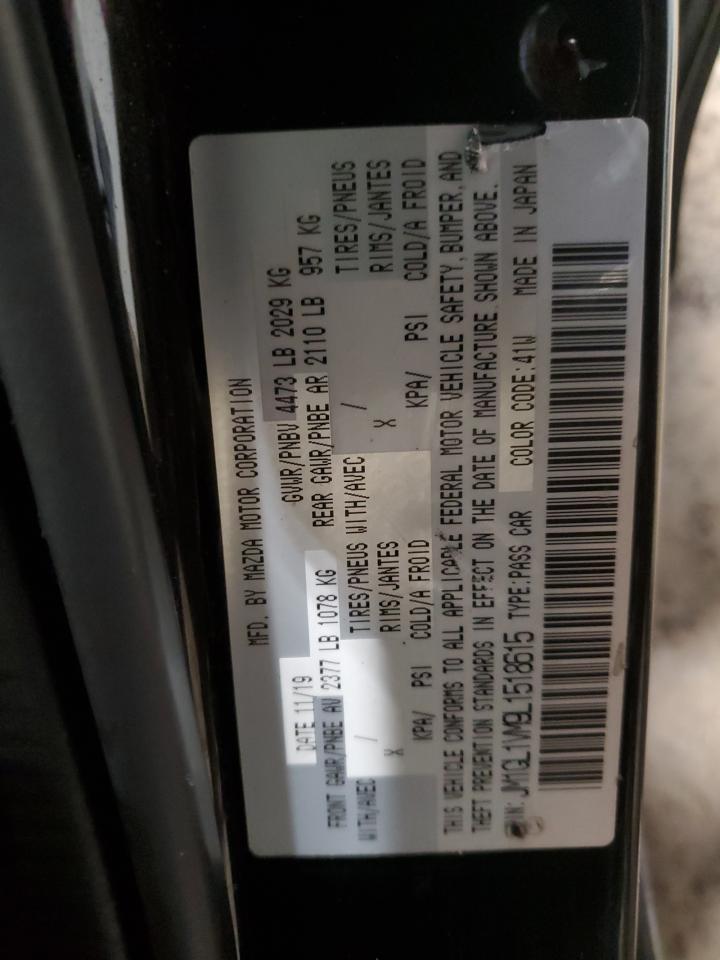 MFD. BY MAZDA MOTOR CORPORATION
DATE 11/19 GVWR/PNBV 4473 LB 2029 KG
FRONT GAWR/PNBE AV 2377 LB 1078 KG REAR GAWR/PNBE AR 2110 LB 957 KG
WITH/AVEC / TIRES/PNEUS WITH/AVEC / TIRES/PNEUS
X RIMS/JANTES X RIMS/JANTES
KPA/ PSI COLD/A FROID KPA/ PSI COLD/A FROID
THIS VEHICLE CONFORMS TO ALL APPLICABLE FEDERAL MOTOR VEHICLE SAFETY, BUMPER, AND
THEFT PREVENTION STANDARDS IN EFFECT ON THE DATE OF MANUFACTURE SHOWN ABOVE.
VIN: JM1GL1VM9L1518615 TYPE:PASS CAR COLOR CODE:41W MADE IN JAPAN